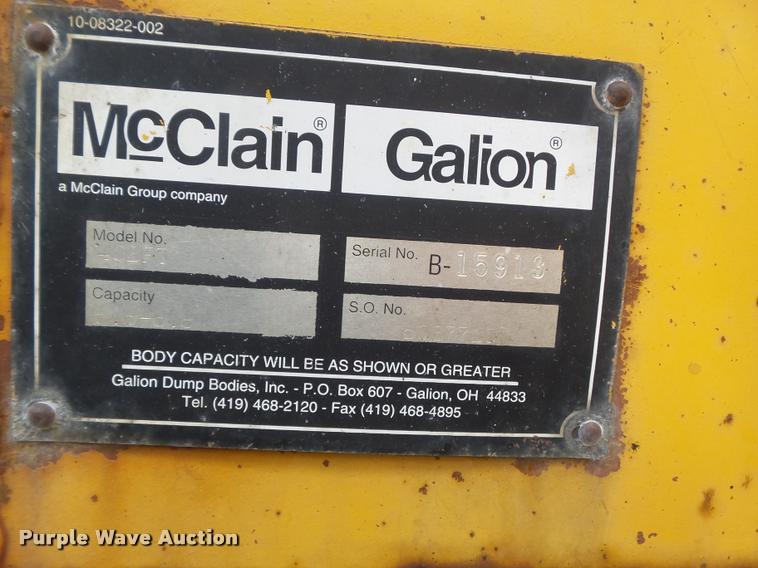 10-08322-002
McClain® Galion®
a McClain Group company
Model No.
Serial No. B-15913
Capacity
S.O. No.
BODY CAPACITY WILL BE AS SHOWN OR GREATER
Galion Dump Bodies, Inc. - P.O. Box 607 - Galion, OH 44833
Tel. (419) 468-2120 - Fax (419) 468-4895
Purple Wave Auction